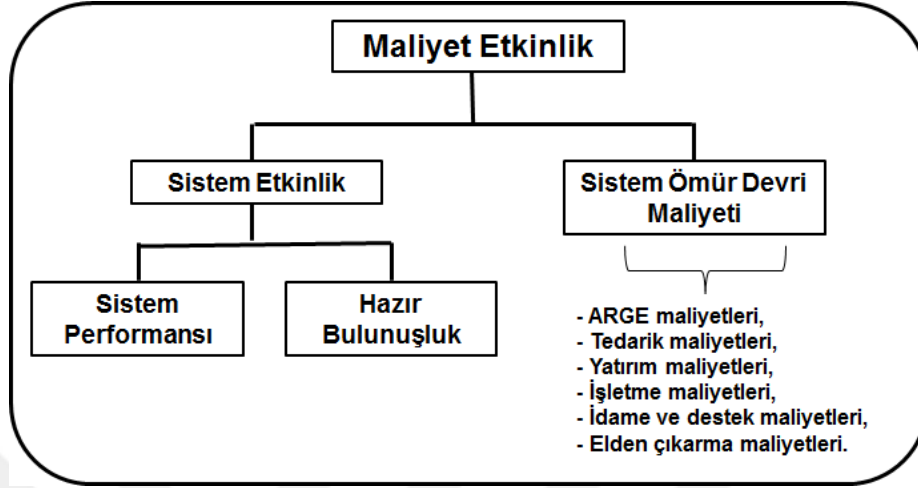 Maliyet Etkinlik
Sistem Etkinlik
Sistem Ömür Devri
Maliyeti
Sistem
Performansı
Hazır
Bulunuşluk
- ARGE maliyetleri,
- Tedarik maliyetleri,
- Yatırım maliyetleri,
- İşletme maliyetleri,
- İdame ve destek maliyetleri,
- Elden çıkarma maliyetleri.